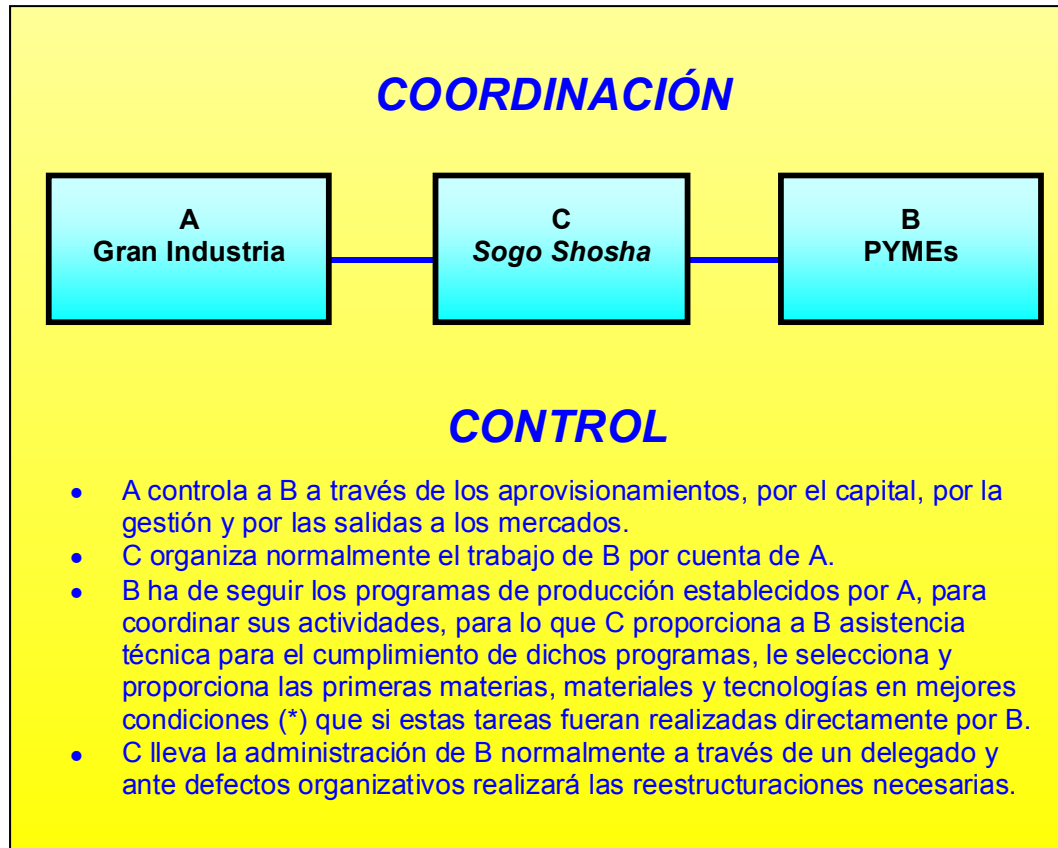 COORDINACIÓN
A
Gran Industria
C
Sogo Shosha
B
PYMEs
CONTROL
• A controla a B a través de los aprovisionamientos, por el capital, por la
gestión y por las salidas a los mercados.
• C organiza normalmente el trabajo de B por cuenta de A.
• B ha de seguir los programas de producción establecidos por A, para
coordinar sus actividades, para lo que C proporciona a B asistencia
técnica para el cumplimiento de dichos programas, le selecciona y
proporciona las primeras materias, materiales y tecnologías en mejores
condiciones (*) que si estas tareas fueran realizadas directamente por B.
• C lleva la administración de B normalmente a través de un delegado y
ante defectos organizativos realizará las reestructuraciones necesarias.